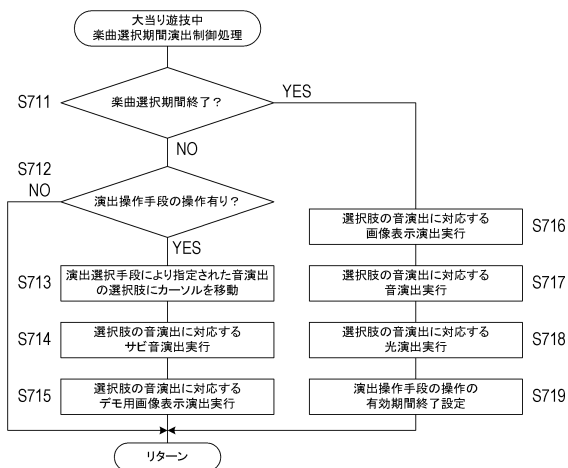 大当り遊技中
楽曲選択期間演出制御処理
S711
楽曲選択期間終了?
YES
NO
S712
NO
演出操作手段の操作有り?
YES
S713
演出選択手段により指定された音演出
の選択肢にカーソルを移動
S714
選択肢の音演出に対応する
サビ音演出実行
S715
選択肢の音演出に対応する
デモ用画像表示演出実行
選択肢の音演出に対応する
画像表示演出実行
S716
選択肢の音演出に対応する
音演出実行
S717
選択肢の音演出に対応する
光演出実行
S718
演出操作手段の操作の
有効期間終了設定
S719
リターン